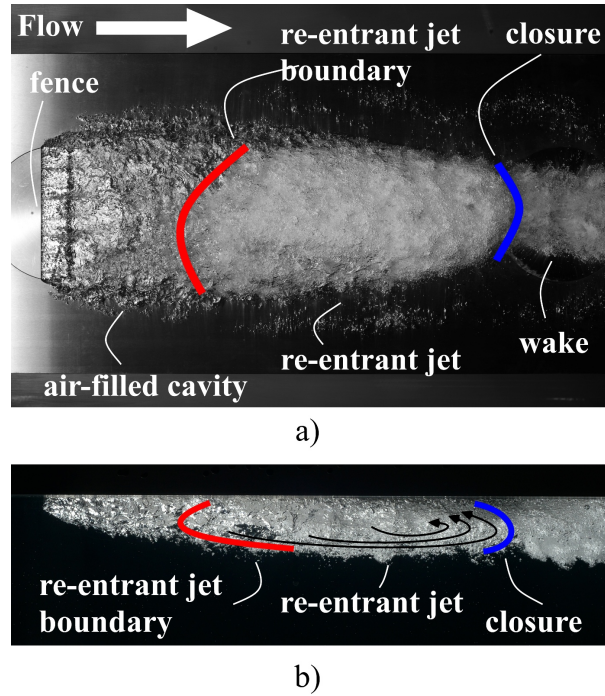 Flow
re-entrant jet
boundary
closure
fence
wake
re-entrant jet
air-filled cavity
a)
re-entrant jet
boundary
re-entrant jet
closure
b)